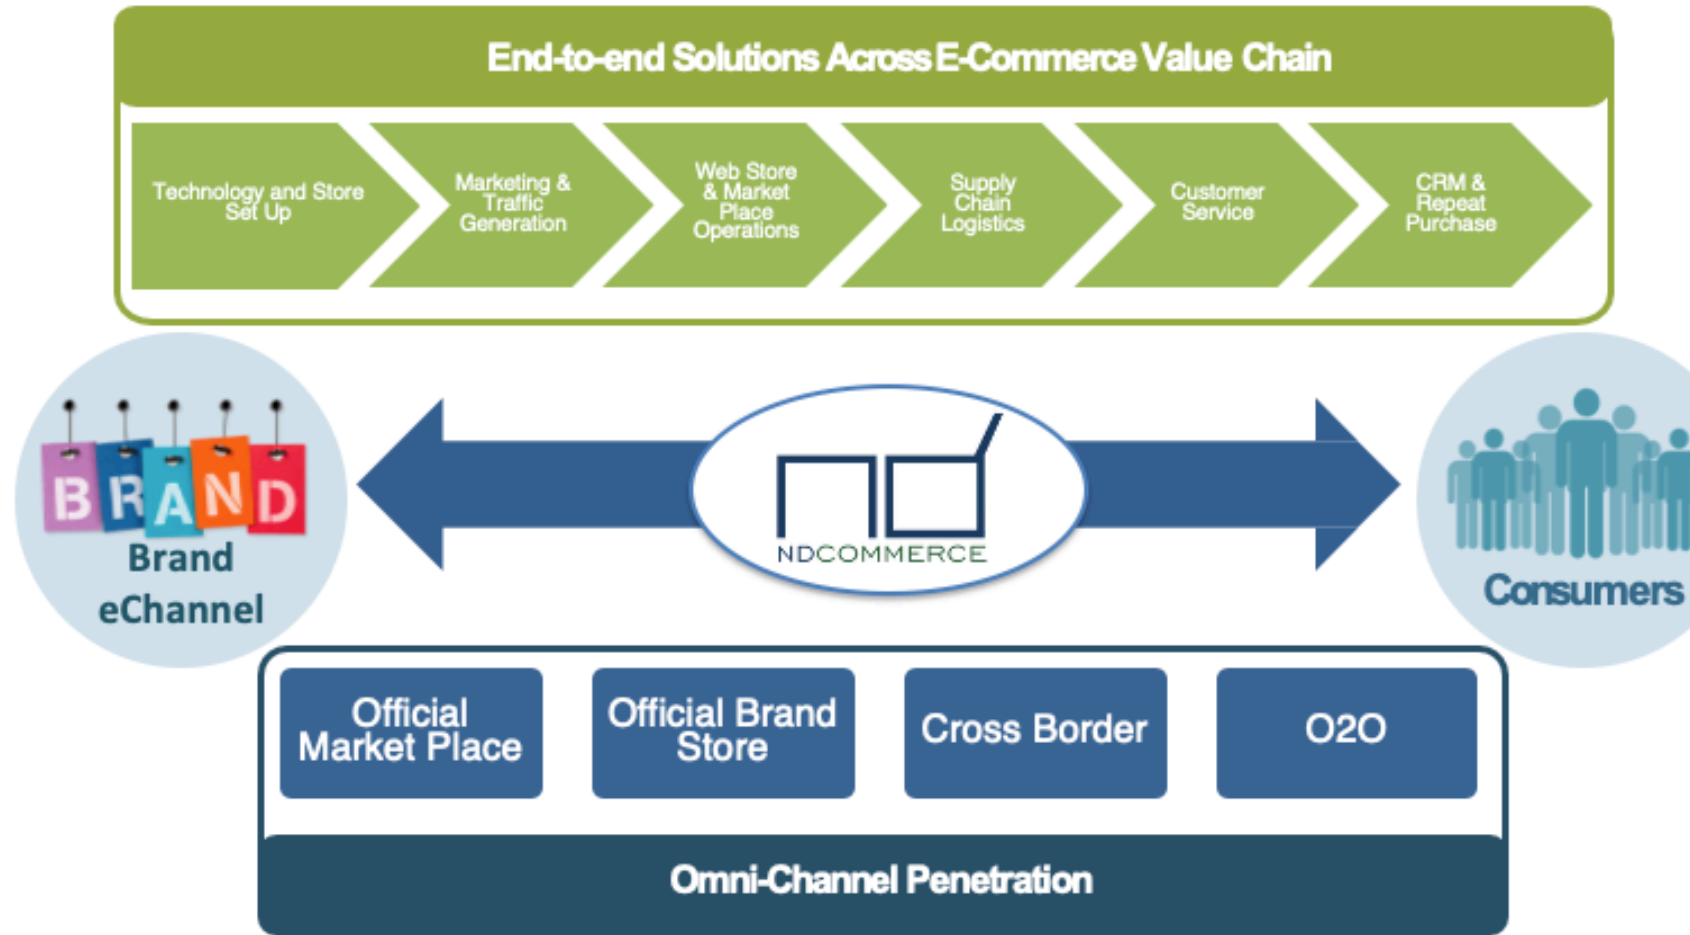 End-to-end Solutions Across E-Commerce Value Chain
Technology and Store
Set Up
Marketing &
Traffic
Generation
Web Store
& Market
Place
Operations
Supply
Chain
Logistics
Customer
Service
CRM &
Repeat
Purchase
BRAND
Brand
eChannel
nd
NDCOMMERCE
Consumers
Official
Market Place
Official Brand
Store
Cross Border
O2O
Omni-Channel Penetration